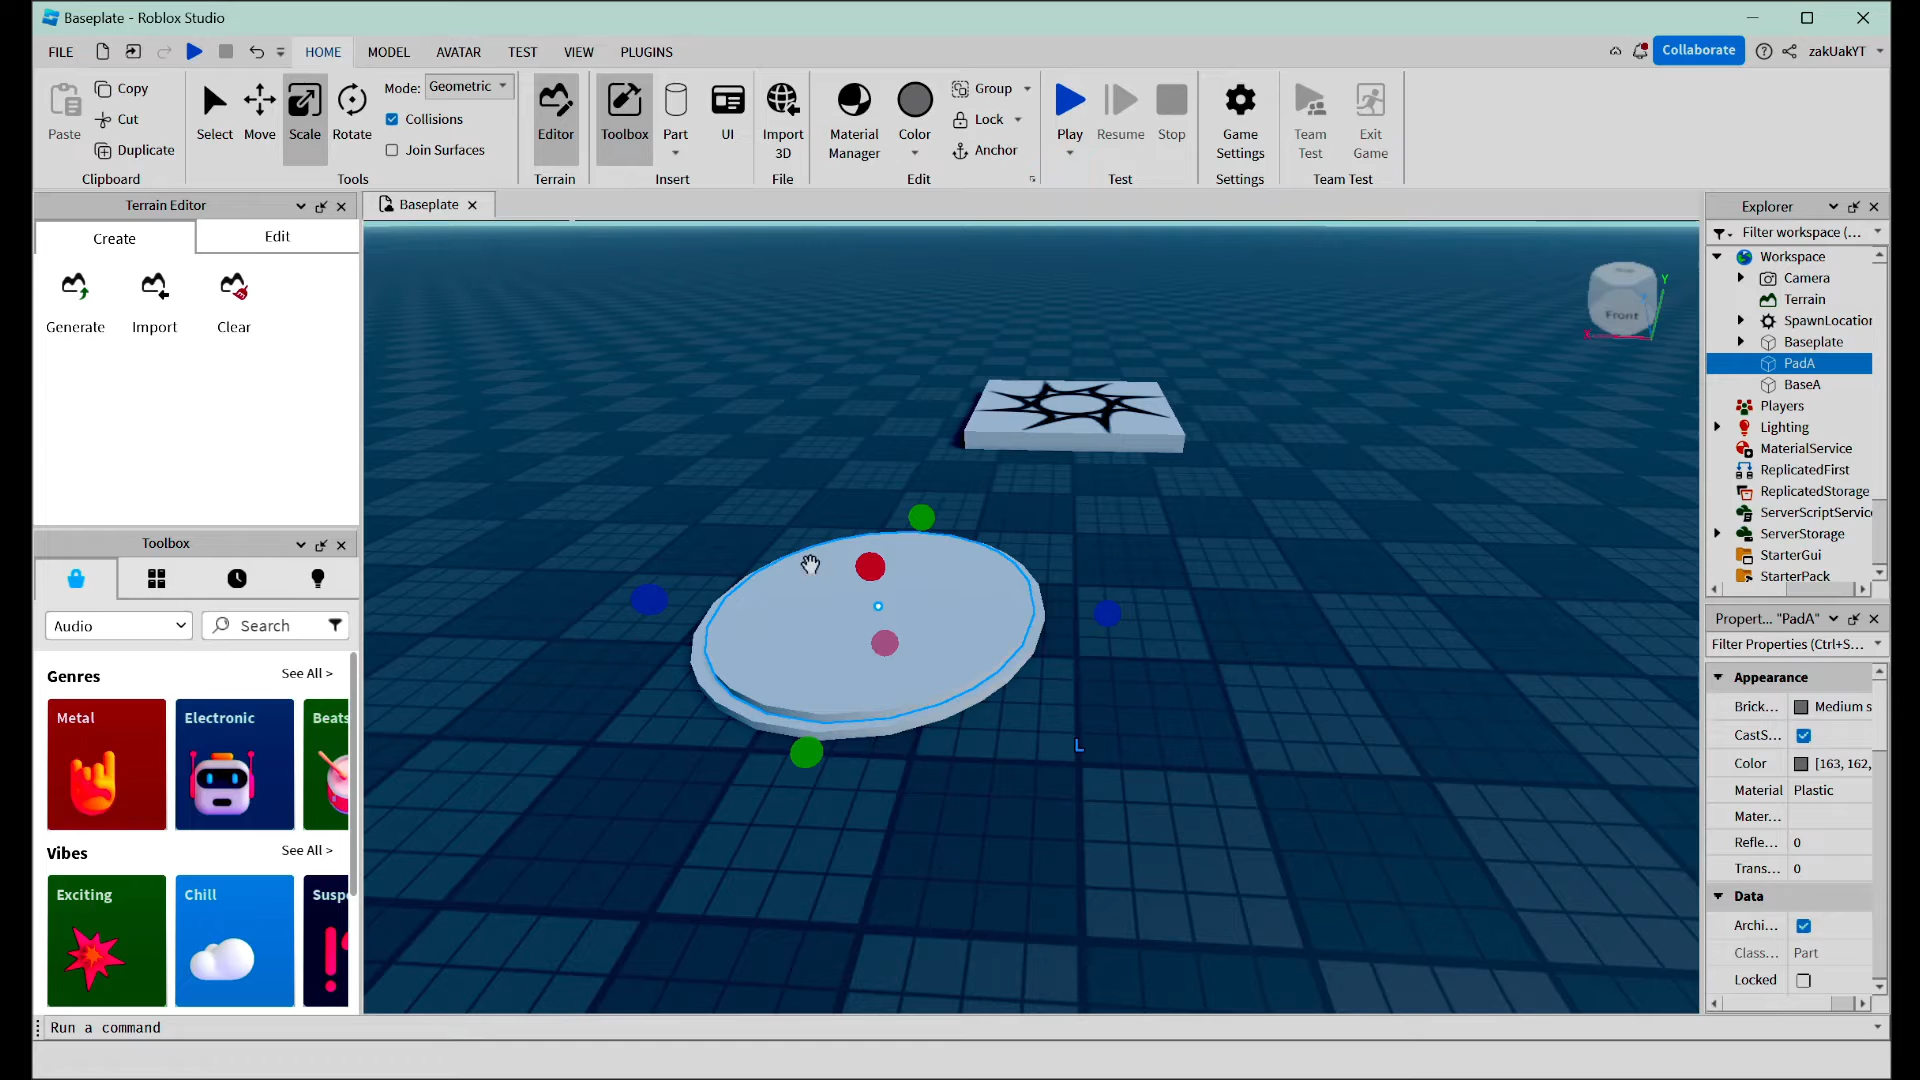 Baseplate - Roblox Studio
FILE
HOME
MODEL
AVATAR
TEST
VIEW
PLUGINS
Collaborate
zakUakYT
Paste
Copy
Cut
Duplicate
Clipboard
Select
Move
Scale
Rotate
Mode: Geometric
Collisions
Join Surfaces
Tools
Editor
Terrain
Toolbox
Part
UI
Insert
Import
3D
File
Material
Manager
Color
Group
Lock
Anchor
Edit
Play
Resume
Stop
Test
Game
Settings
Settings
Team
Test
Exit
Game
Team Test
Terrain Editor
Create
Edit
Generate
Import
Clear
Toolbox
Audio
Search
Genres
See All >
Metal
Electronic
Beats
Vibes
See All >
Exciting
Chill
Susp
Baseplate
Front
Y
X
L
Explorer
Filter workspace (...
Workspace
Camera
Terrain
SpawnLocation
Baseplate
PadA
BaseA
Players
Lighting
MaterialService
ReplicatedFirst
ReplicatedStorage
ServerScriptService
ServerStorage
StarterGui
StarterPack
Propert... "PadA"
Filter Properties (Ctrl+S...
Appearance
Brick... Medium s
CastS...
Color [163, 162,
Material Plastic
Mater...
Refle... 0
Trans... 0
Data
Archi...
Class... Part
Locked
Run a command